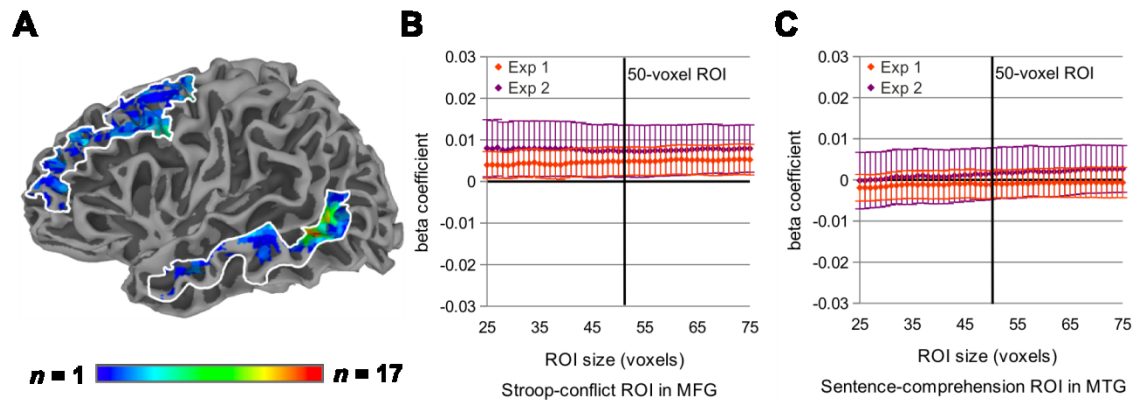 A
n = 1
n = 17
B
0.03
0.02
0.01
0
-0.01
-0.02
-0.03
beta coefficient
Exp 1
Exp 2
50-voxel ROI
25 35 45 55 65 75
ROI size (voxels)
Stroop-conflict ROI in MFG
C
0.03
0.02
0.01
0
-0.01
-0.02
-0.03
beta coefficient
Exp 1
Exp 2
50-voxel ROI
25 35 45 55 65 75
ROI size (voxels)
Sentence-comprehension ROI in MTG